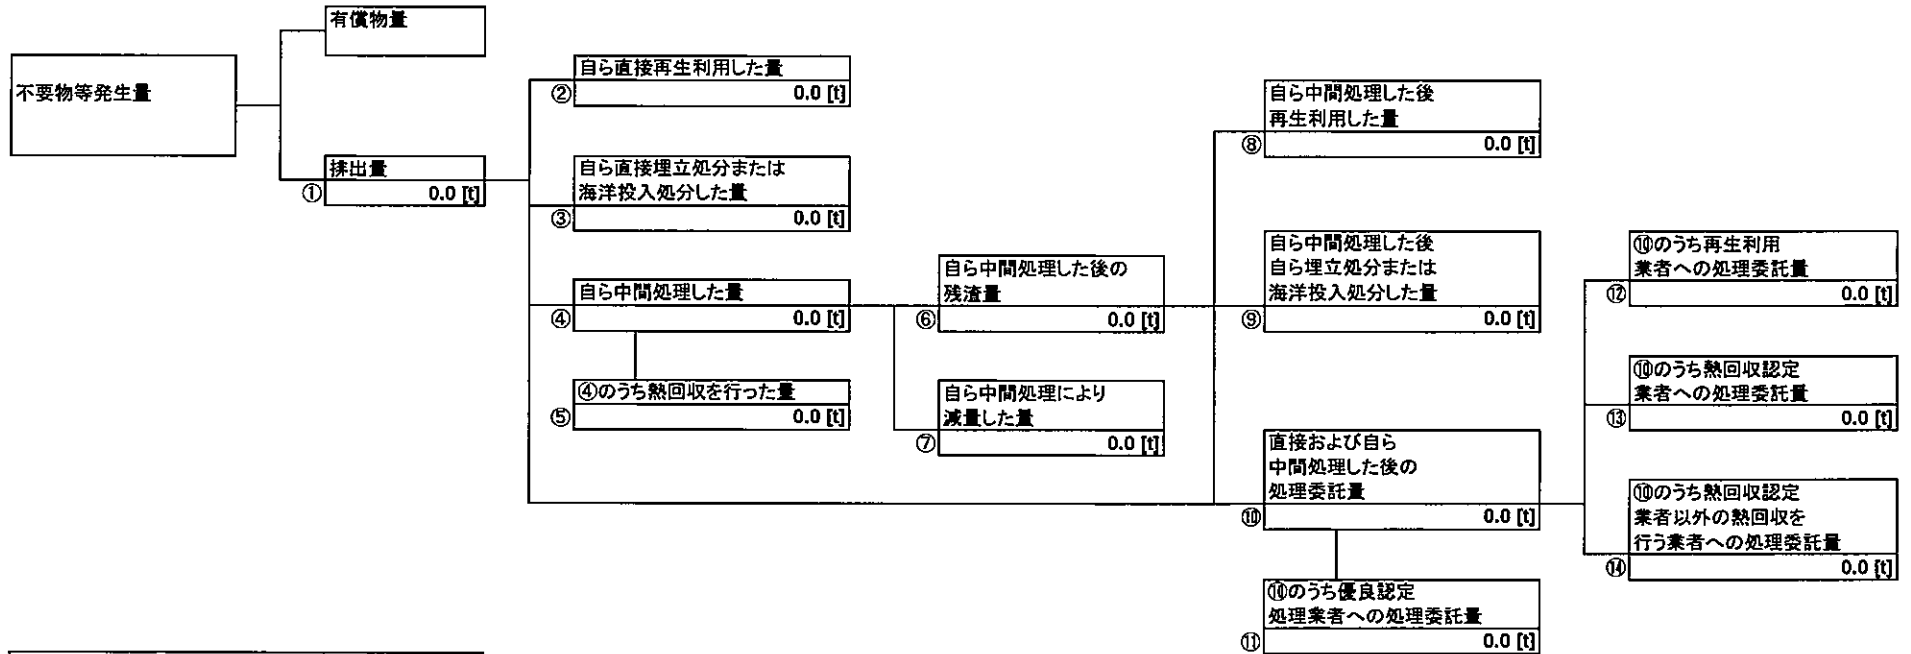 不要物等発生量
有償物量
①
排出量
0.0 [t]
②
自ら直接再生利用した量
0.0 [t]
③
自ら直接埋立処分または
海洋投入処分した量
0.0 [t]
④
自ら中間処理した量
0.0 [t]
⑤
④のうち熱回収を行った量
0.0 [t]
⑥
自ら中間処理した後の
残渣量
0.0 [t]
⑦
自ら中間処理により
減量した量
0.0 [t]
⑧
自ら中間処理した後
再生利用した量
0.0 [t]
⑨
自ら中間処理した後
自ら埋立処分または
海洋投入処分した量
0.0 [t]
⑩
直接および自ら
中間処理した後の
処理委託量
0.0 [t]
⑪
⑩のうち優良認定
処理業者への処理委託量
0.0 [t]
⑫
⑩のうち再生利用
業者への処理委託量
0.0 [t]
⑬
⑩のうち熱回収認定
業者への処理委託量
0.0 [t]
⑭
⑩のうち熱回収認定
業者以外の熱回収を
行う業者への処理委託量
0.0 [t]